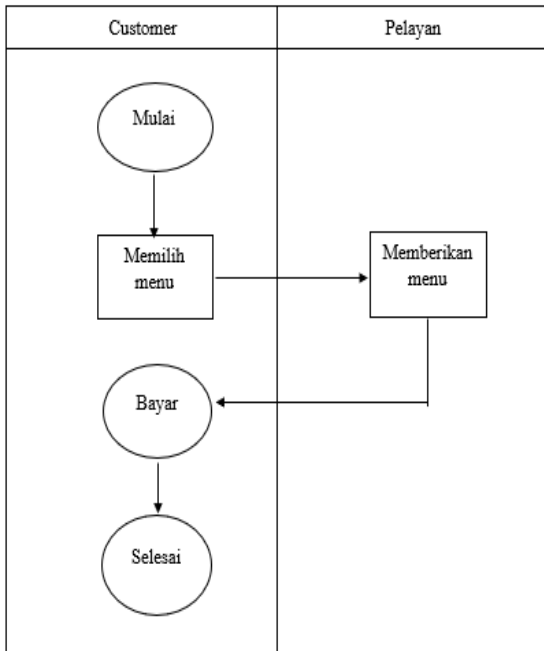 Customer
Pelayan
Mulai
Memilih
menu
Memberikan
menu
Bayar
Selesai